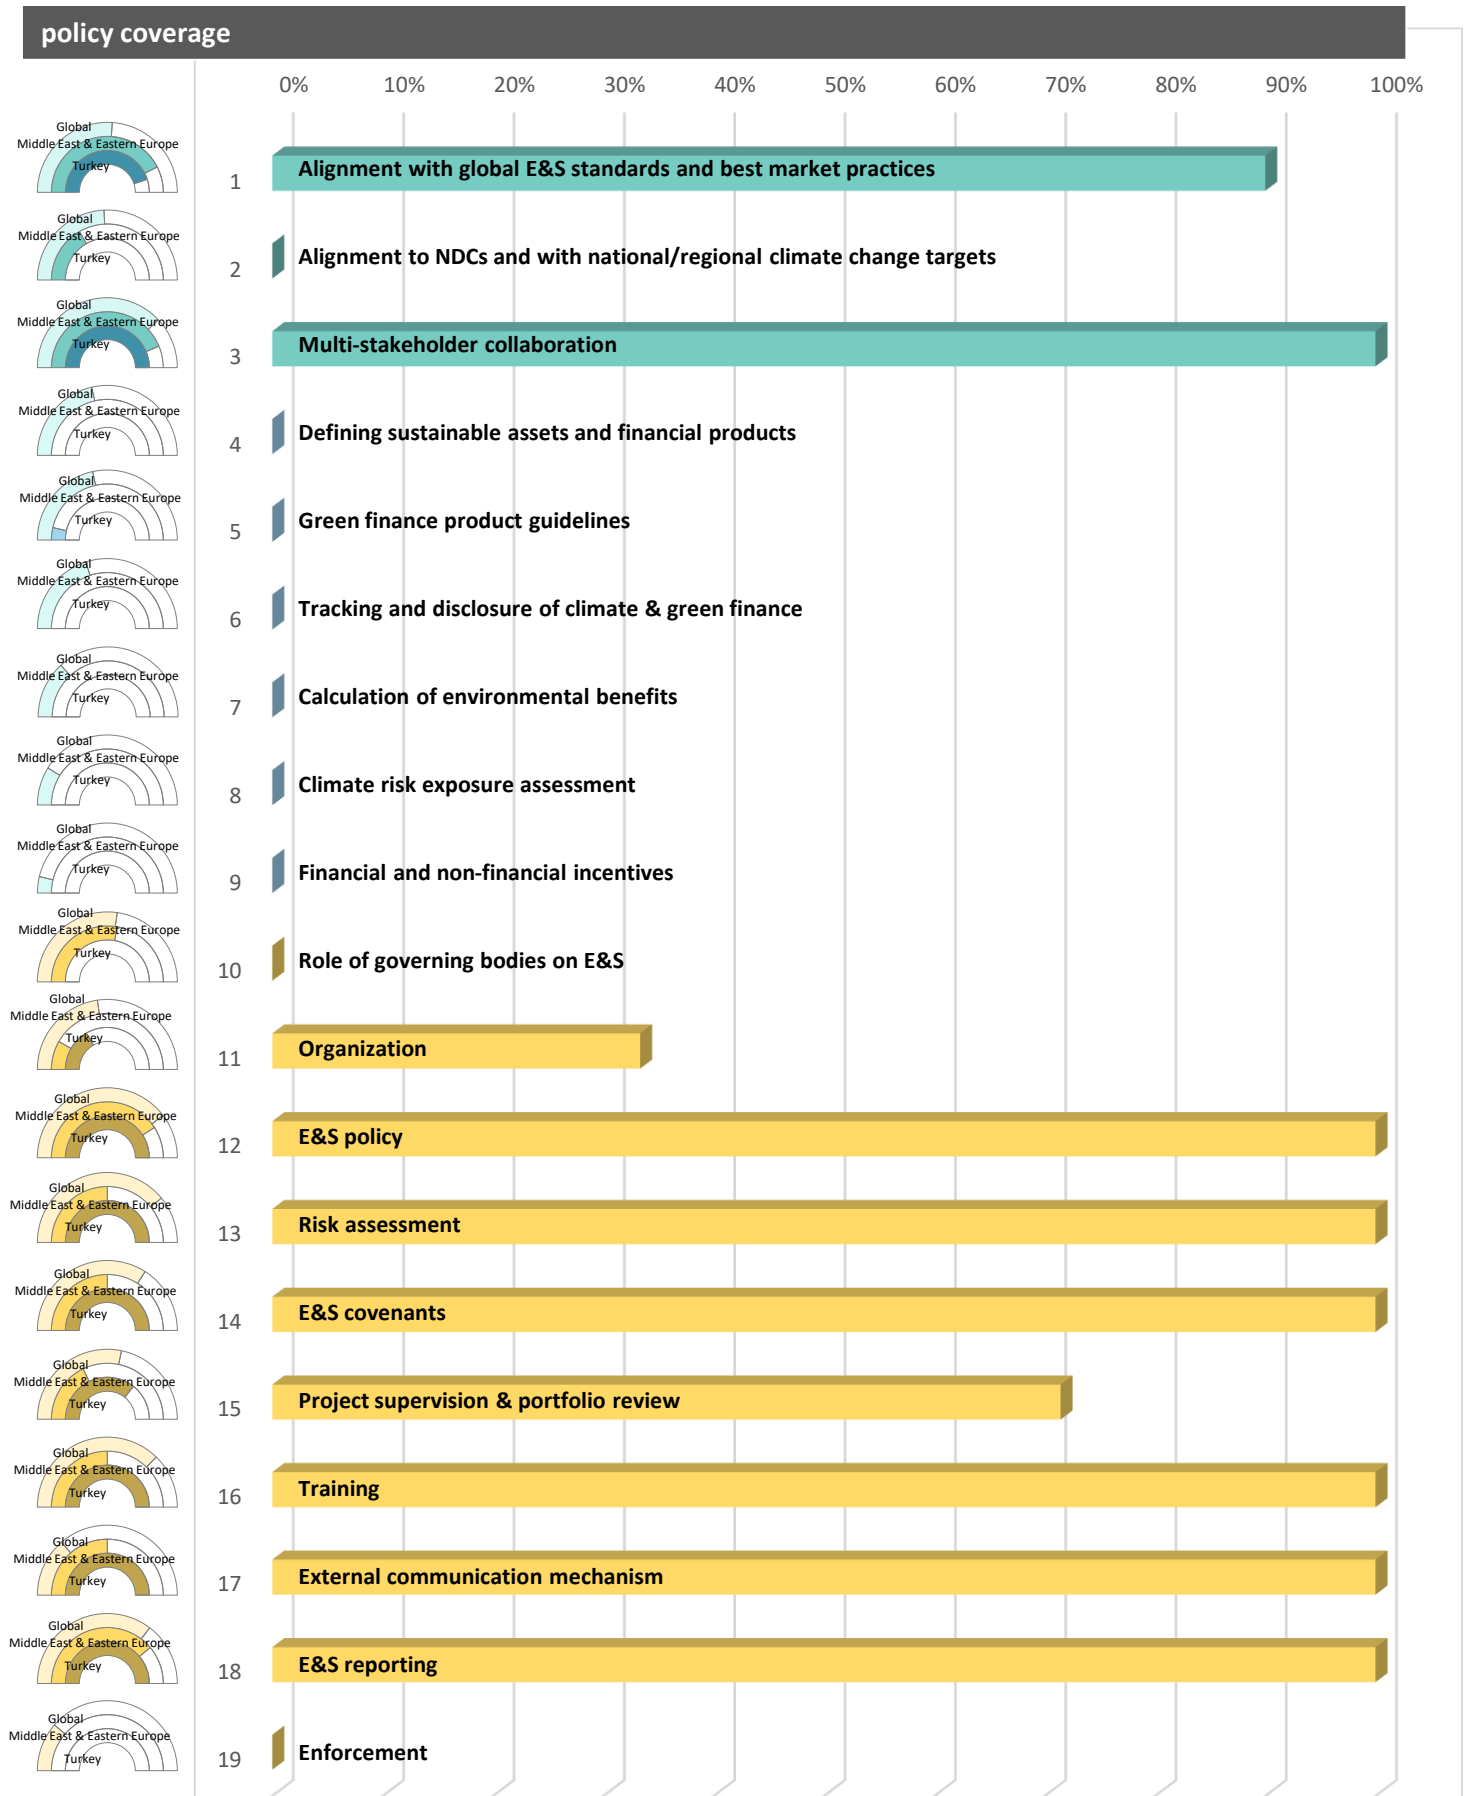 policy coverage
0% 10% 20% 30% 40% 50% 60% 70% 80% 90% 100%
Global
Middle East & Eastern Europe
Turkey
1 Alignment with global E&S standards and best market practices
Global
Middle East & Eastern Europe
Turkey
2 Alignment to NDCs and with national/regional climate change targets
Global
Middle East & Eastern Europe
Turkey
3 Multi-stakeholder collaboration
Global
Middle East & Eastern Europe
Turkey
4 Defining sustainable assets and financial products
Global
Middle East & Eastern Europe
Turkey
5 Green finance product guidelines
Global
Middle East & Eastern Europe
Turkey
6 Tracking and disclosure of climate & green finance
Global
Middle East & Eastern Europe
Turkey
7 Calculation of environmental benefits
Global
Middle East & Eastern Europe
Turkey
8 Climate risk exposure assessment
Global
Middle East & Eastern Europe
Turkey
9 Financial and non-financial incentives
Global
Middle East & Eastern Europe
Turkey
10 Role of governing bodies on E&S
Global
Middle East & Eastern Europe
Turkey
11 Organization
Global
Middle East & Eastern Europe
Turkey
12 E&S policy
Global
Middle East & Eastern Europe
Turkey
13 Risk assessment
Global
Middle East & Eastern Europe
Turkey
14 E&S covenants
Global
Middle East & Eastern Europe
Turkey
15 Project supervision & portfolio review
Global
Middle East & Eastern Europe
Turkey
16 Training
Global
Middle East & Eastern Europe
Turkey
17 External communication mechanism
Global
Middle East & Eastern Europe
Turkey
18 E&S reporting
Global
Middle East & Eastern Europe
Turkey
19 Enforcement